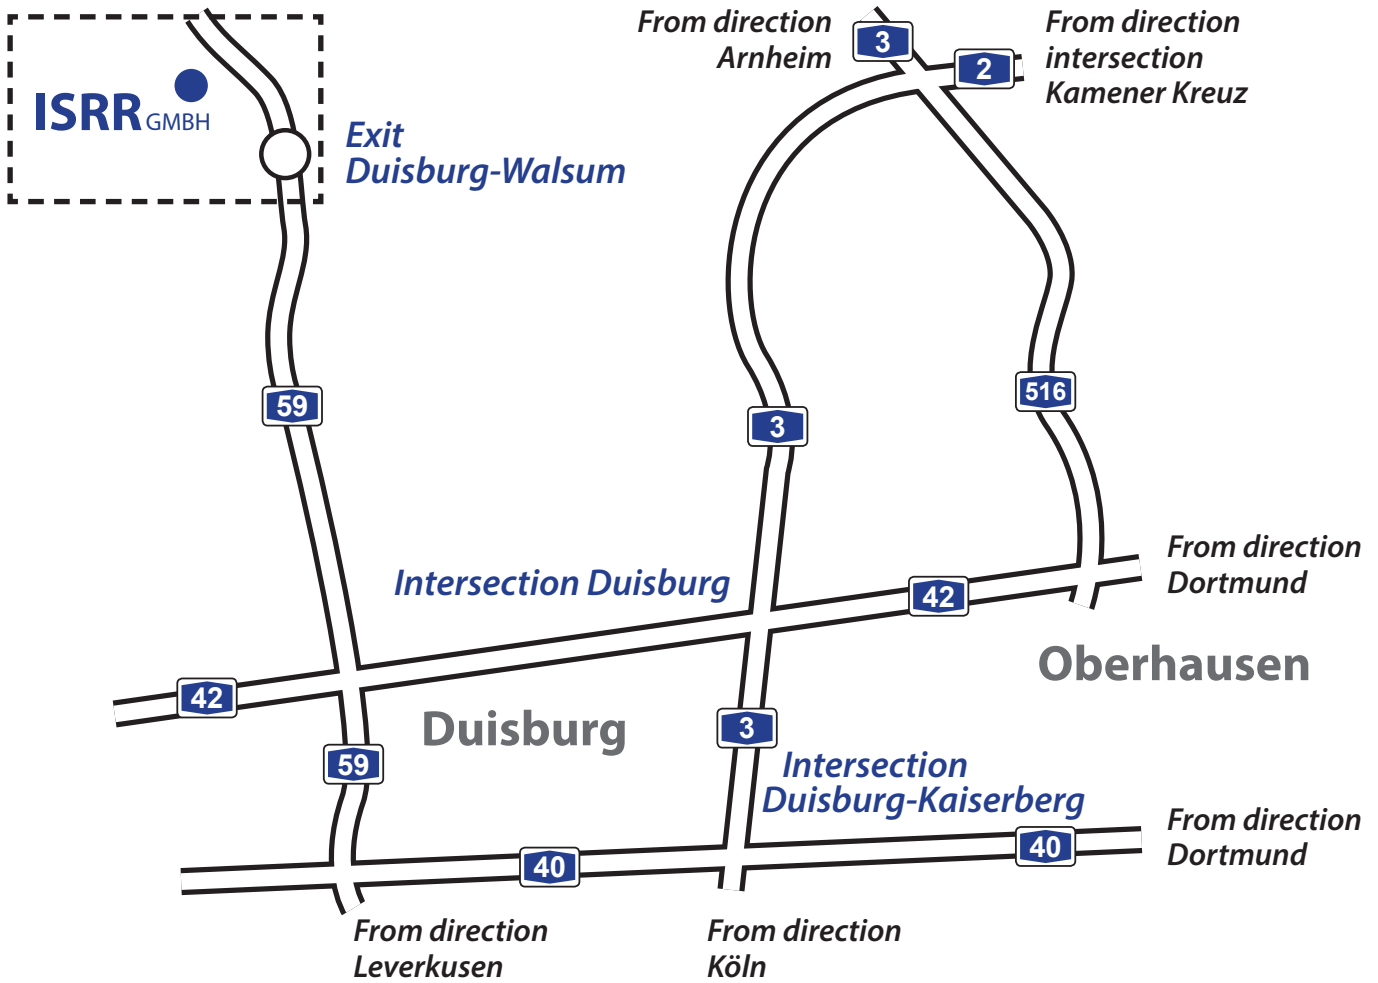 From direction
Arnheim
3
2
From direction
intersection
Kamener Kreuz
ISRR GMBH
Exit
Duisburg-Walsum
59
3
516
Intersection Duisburg
42
From direction
Dortmund
Oberhausen
42
Duisburg
3
59
Intersection
Duisburg-Kaiserberg
40
40
From direction
Dortmund
From direction
Leverkusen
From direction
Köln